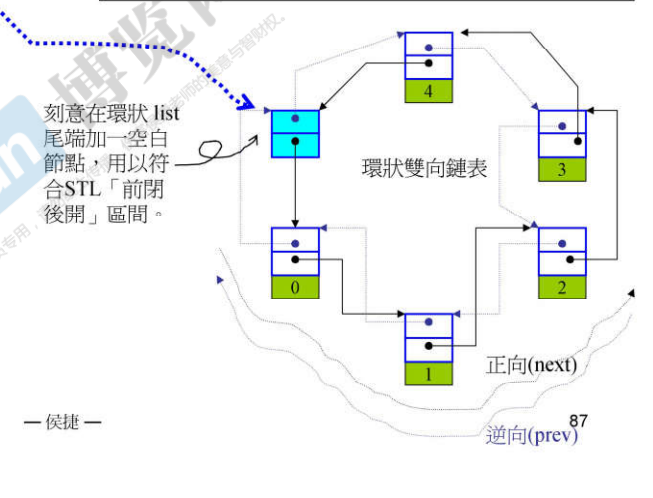 刻意在環狀 list
尾端加一空白
節點，用以符
合STL「前閉
後開」區間。
環狀雙向鏈表
4
3
0
2
1
正向(next)
逆向(prev)
— 侯捷 —
87